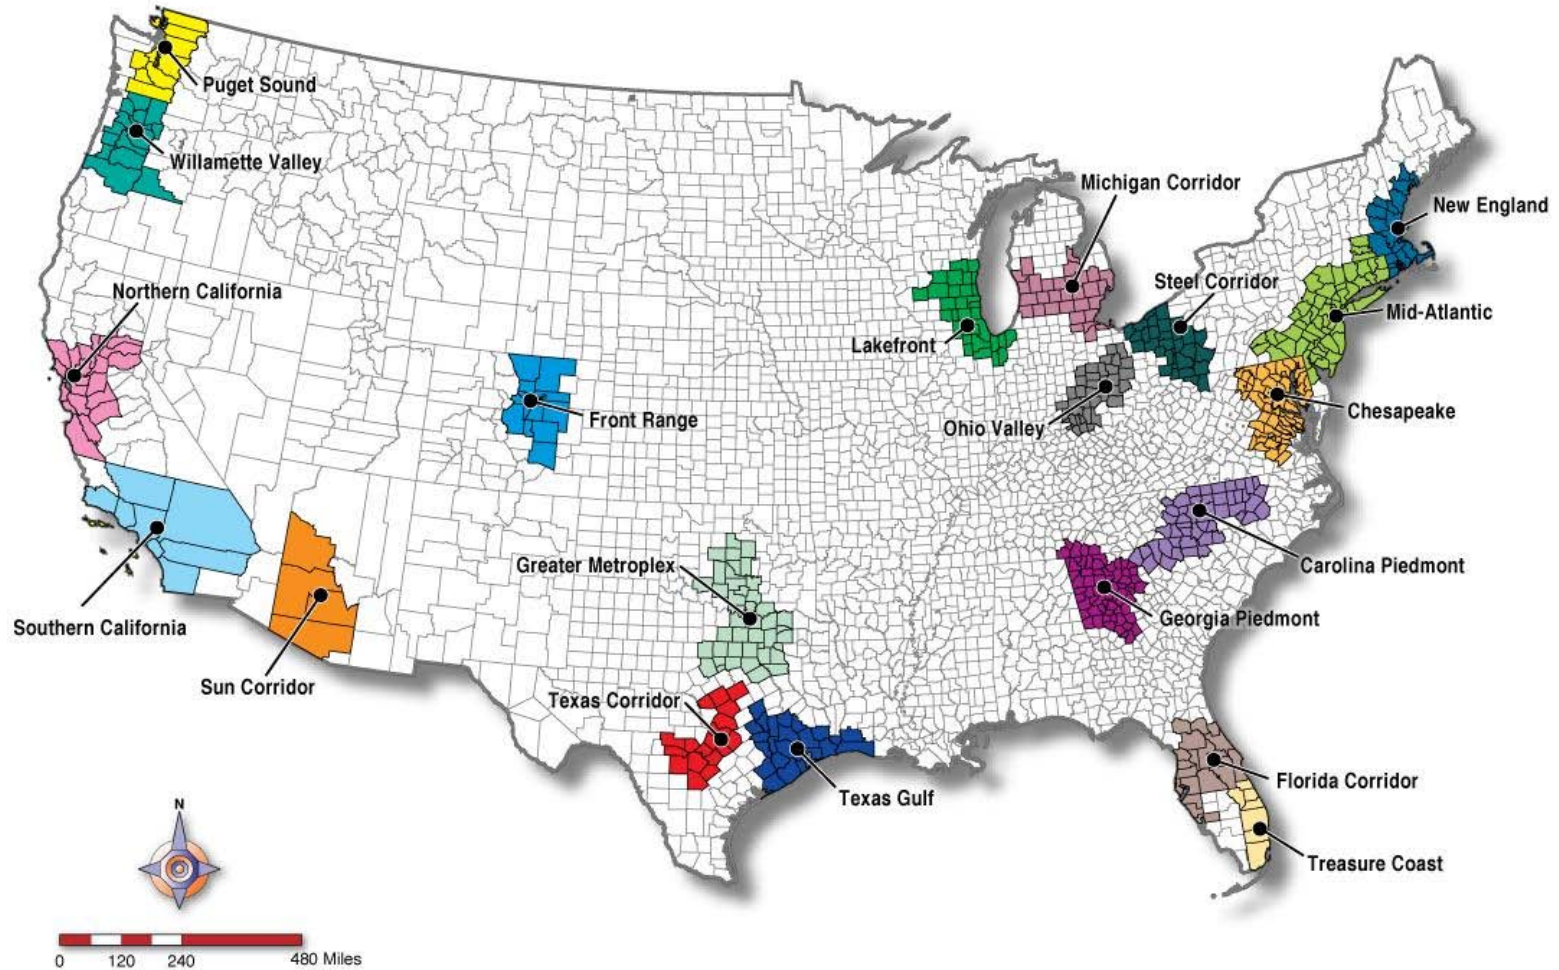 Puget Sound
Willamette Valley
Michigan Corridor
New England
Steel Corridor
Northern California
Mid-Atlantic
Lakefront
Chesapeake
Front Range
Ohio Valley
Greater Metroplex
Carolina Piedmont
Georgia Piedmont
Southern California
Sun Corridor
Texas Corridor
Florida Corridor
Texas Gulf
N
Treasure Coast
0 120 240 480 Miles